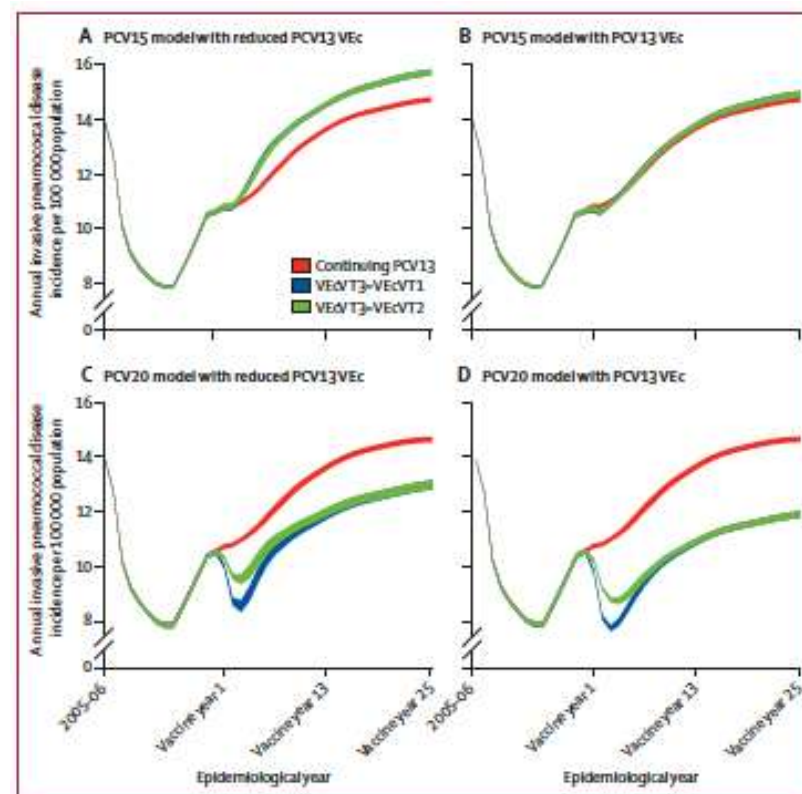 A PCV15 model with reduced PCV13 VEc
B PCV15 model with PCV13 VEc
Annual invasive pneumococcal disease
incidence per 100 000 population
16
14
12
10
8
0
Continuing PCV13
VEcVT3=VEcVT1
VEcVT3=VEcVT2
C PCV20 model with reduced PCV13 VEc
D PCV20 model with PCV13 VEc
Annual invasive pneumococcal disease
incidence per 100 000 population
16
14
12
10
8
0
2005-06
Vaccine year 1
Vaccine year 13
Vaccine year 25
Epidemiological year
2005-06
Vaccine year 1
Vaccine year 13
Vaccine year 25
Epidemiological year